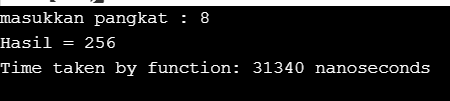 masukkan pangkat : 8
Hasil = 256
Time taken by function: 31340 nanoseconds